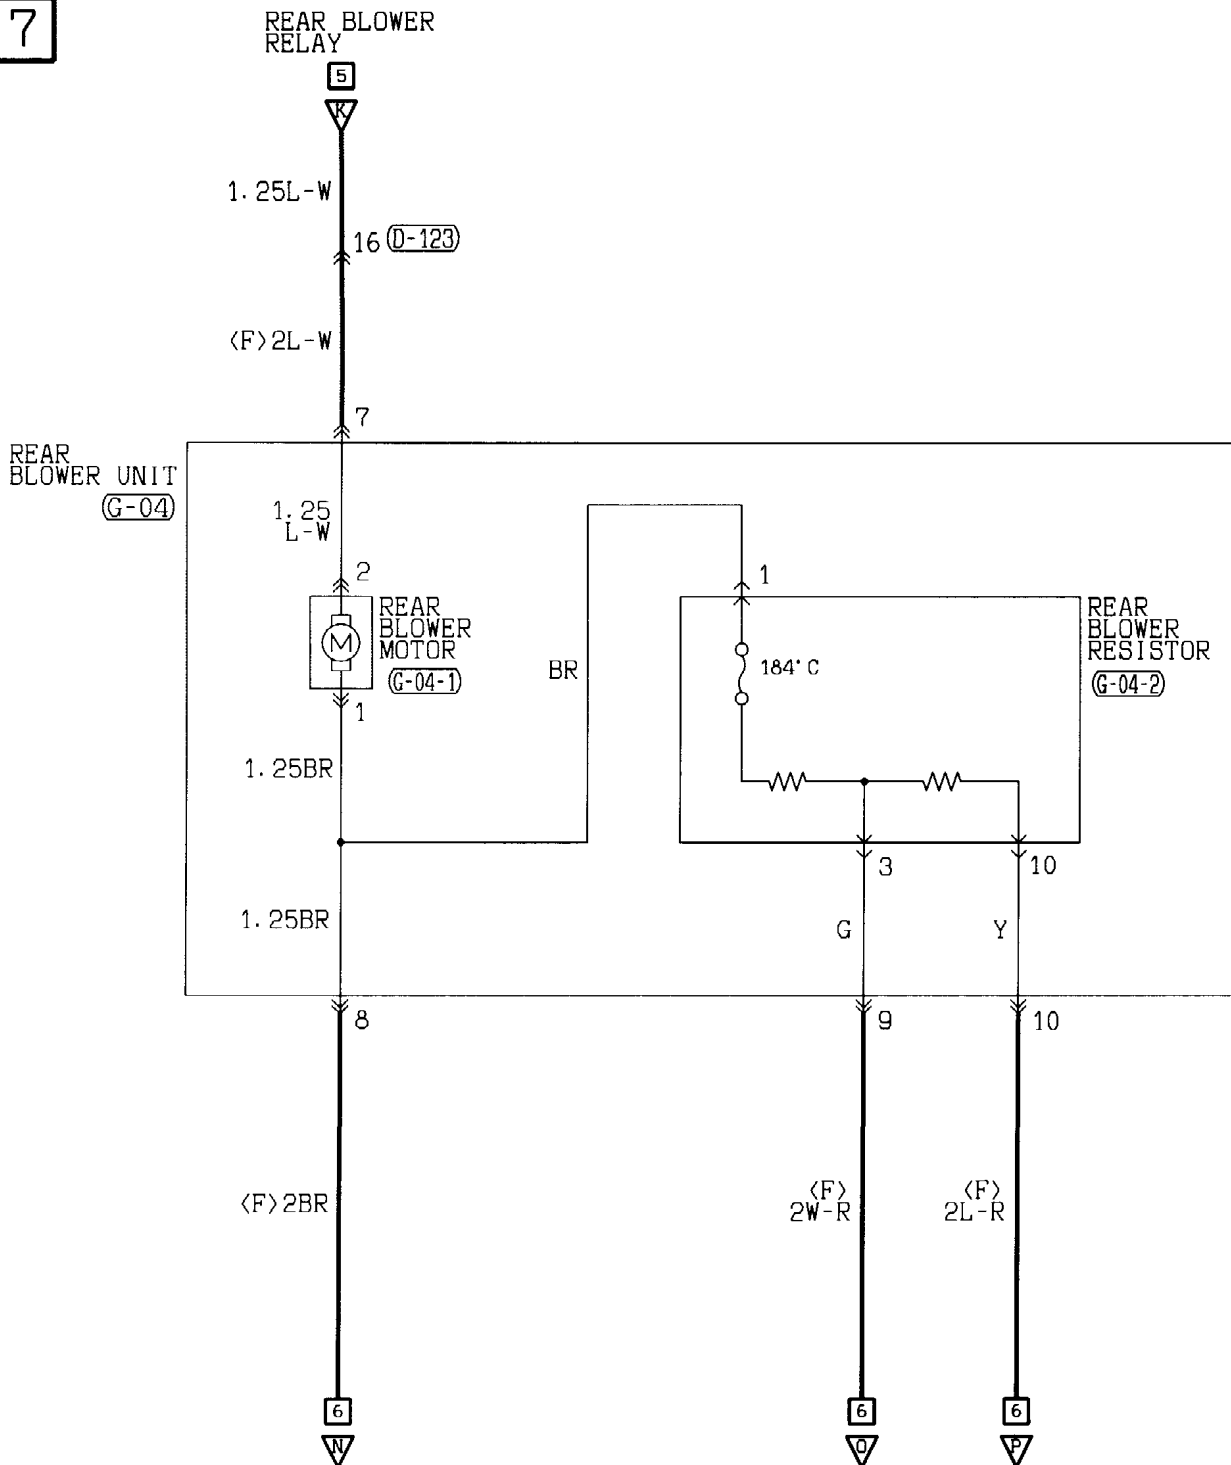 7
REAR BLOWER
RELAY
5
K
1.25L-W
16 (D-123)
<F>2L-W
7
REAR
BLOWER UNIT
(G-04)
1.25
L-W
2
REAR
BLOWER
MOTOR
(G-04-1)
M
1
1.25BR
BR
1
184°C
REAR
BLOWER
RESISTOR
(G-04-2)
3
10
1.25BR
G
Y
8
9
10
<F>2BR
<F>
2W-R
<F>
2L-R
6
6
6
N
O
P